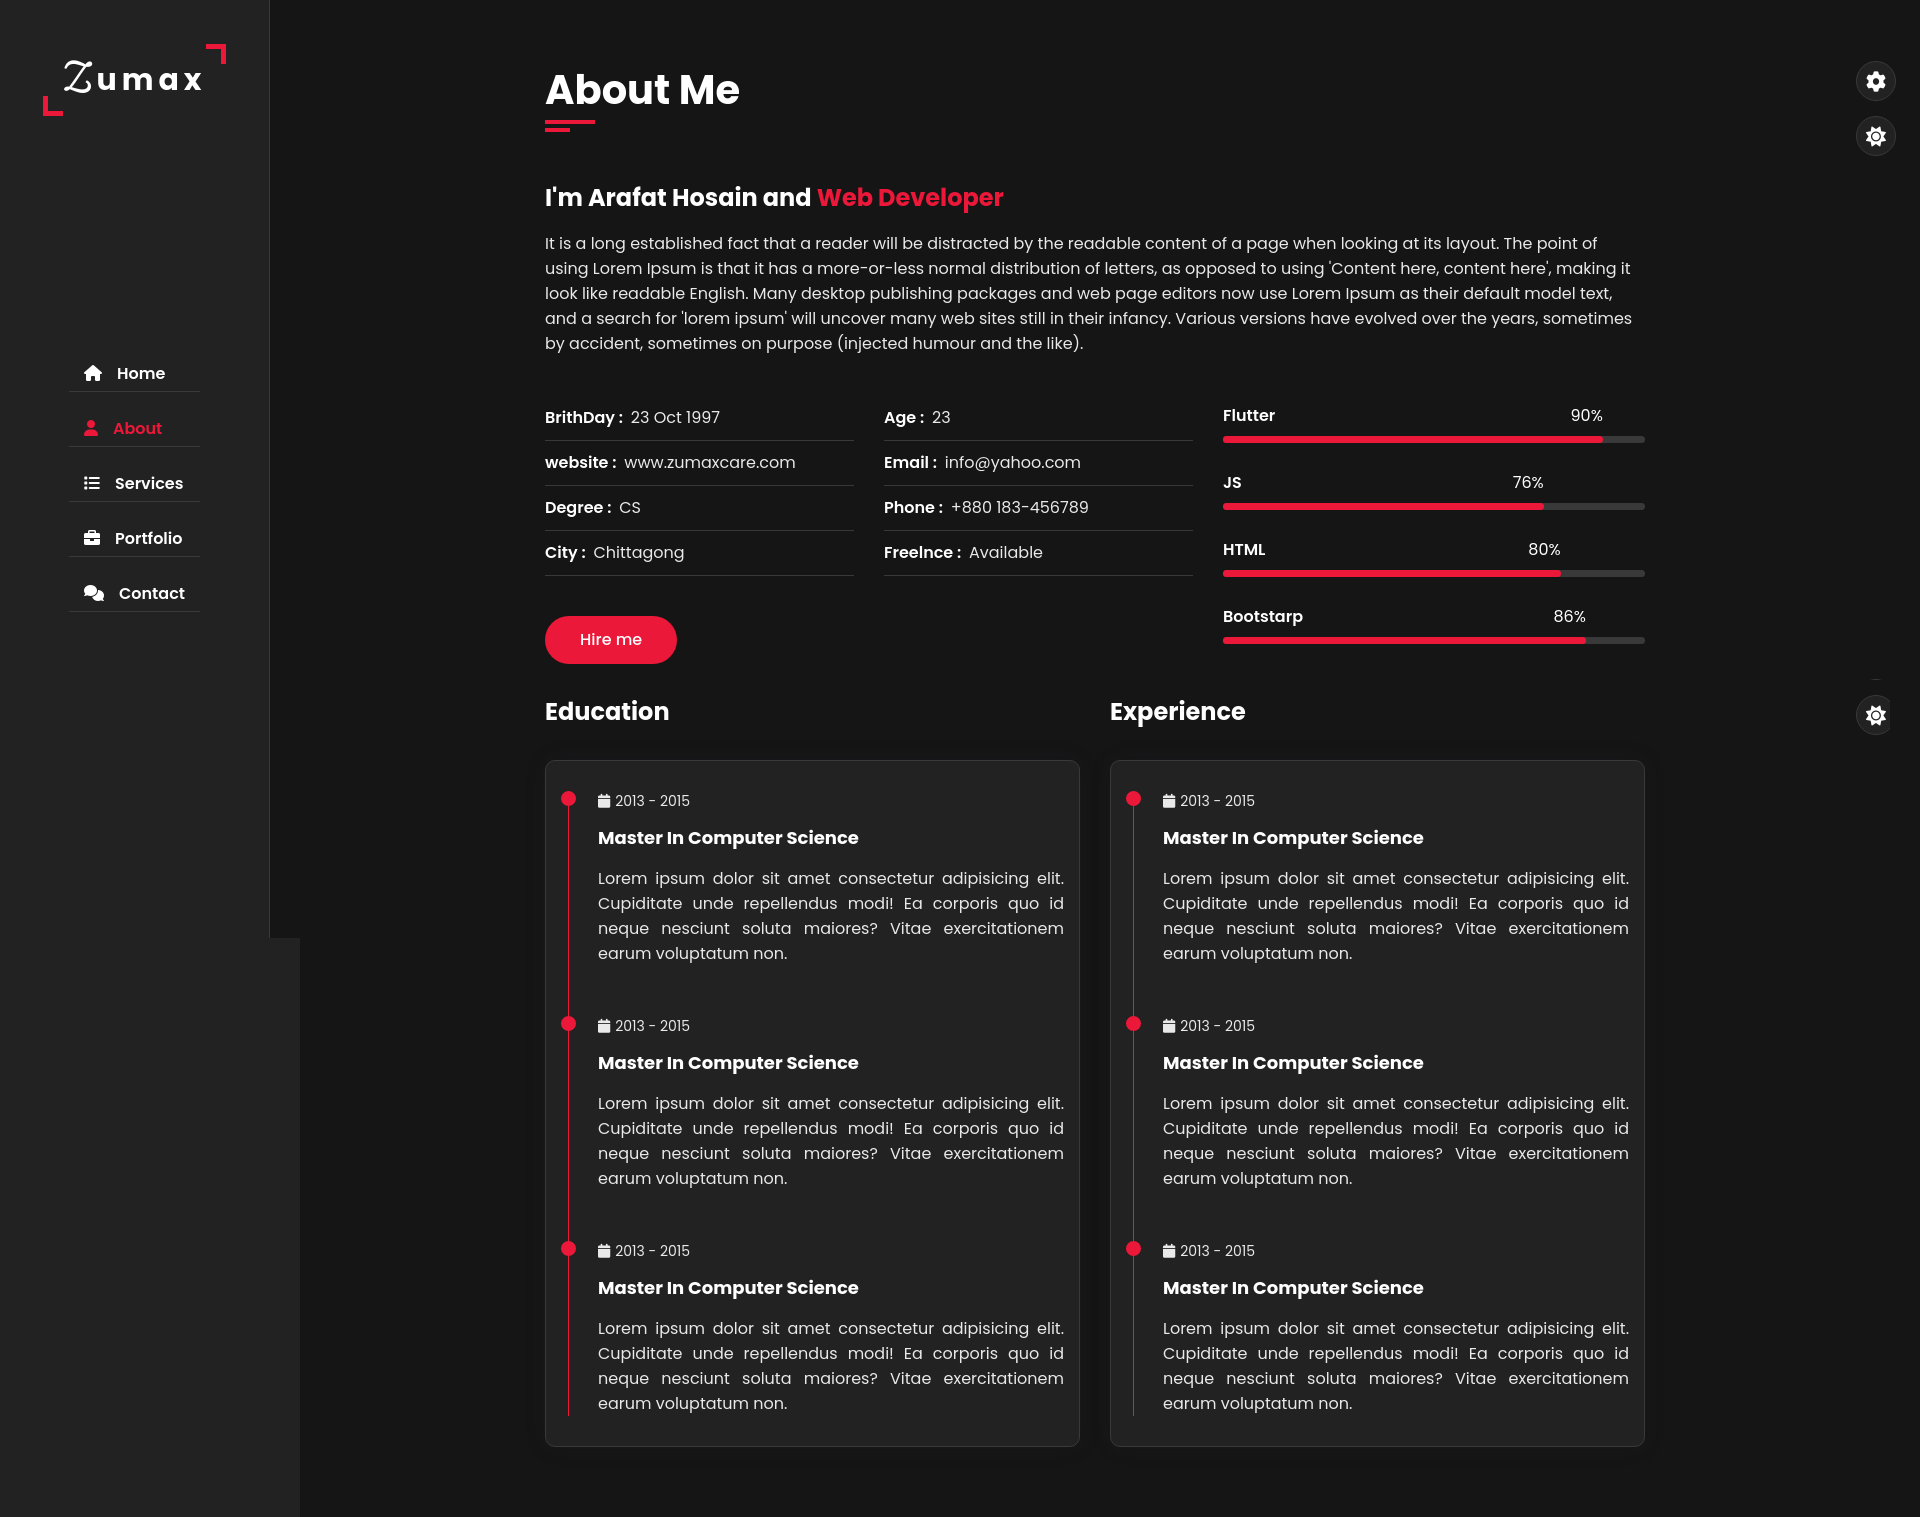 Zumax
Home
About
Services
Portfolio
Contact
About Me
I'm Arafat Hosain and Web Developer
It is a long established fact that a reader will be distracted by the readable content of a page when looking at its layout. The point of
using Lorem Ipsum is that it has a more-or-less normal distribution of letters, as opposed to using 'Content here, content here', making it
look like readable English. Many desktop publishing packages and web page editors now use Lorem Ipsum as their default model text,
and a search for 'lorem ipsum' will uncover many web sites still in their infancy. Various versions have evolved over the years, sometimes
by accident, sometimes on purpose (injected humour and the like).
BrithDay : 23 Oct 1997
website : www.zumaxcare.com
Degree : CS
City : Chittagong
Age : 23
Email : info@yahoo.com
Phone : +880 183-456789
Freelnce : Available
Hire me
Flutter 90%
JS 76%
HTML 80%
Bootstarp 86%
Education
2013 - 2015
Master In Computer Science
Lorem ipsum dolor sit amet consectetur adipisicing elit.
Cupiditate unde repellendus modi! Ea corporis quo id
neque nesciunt soluta maiores? Vitae exercitationem
earum voluptatum non.
2013 - 2015
Master In Computer Science
Lorem ipsum dolor sit amet consectetur adipisicing elit.
Cupiditate unde repellendus modi! Ea corporis quo id
neque nesciunt soluta maiores? Vitae exercitationem
earum voluptatum non.
2013 - 2015
Master In Computer Science
Lorem ipsum dolor sit amet consectetur adipisicing elit.
Cupiditate unde repellendus modi! Ea corporis quo id
neque nesciunt soluta maiores? Vitae exercitationem
earum voluptatum non.
Experience
2013 - 2015
Master In Computer Science
Lorem ipsum dolor sit amet consectetur adipisicing elit.
Cupiditate unde repellendus modi! Ea corporis quo id
neque nesciunt soluta maiores? Vitae exercitationem
earum voluptatum non.
2013 - 2015
Master In Computer Science
Lorem ipsum dolor sit amet consectetur adipisicing elit.
Cupiditate unde repellendus modi! Ea corporis quo id
neque nesciunt soluta maiores? Vitae exercitationem
earum voluptatum non.
2013 - 2015
Master In Computer Science
Lorem ipsum dolor sit amet consectetur adipisicing elit.
Cupiditate unde repellendus modi! Ea corporis quo id
neque nesciunt soluta maiores? Vitae exercitationem
earum voluptatum non.